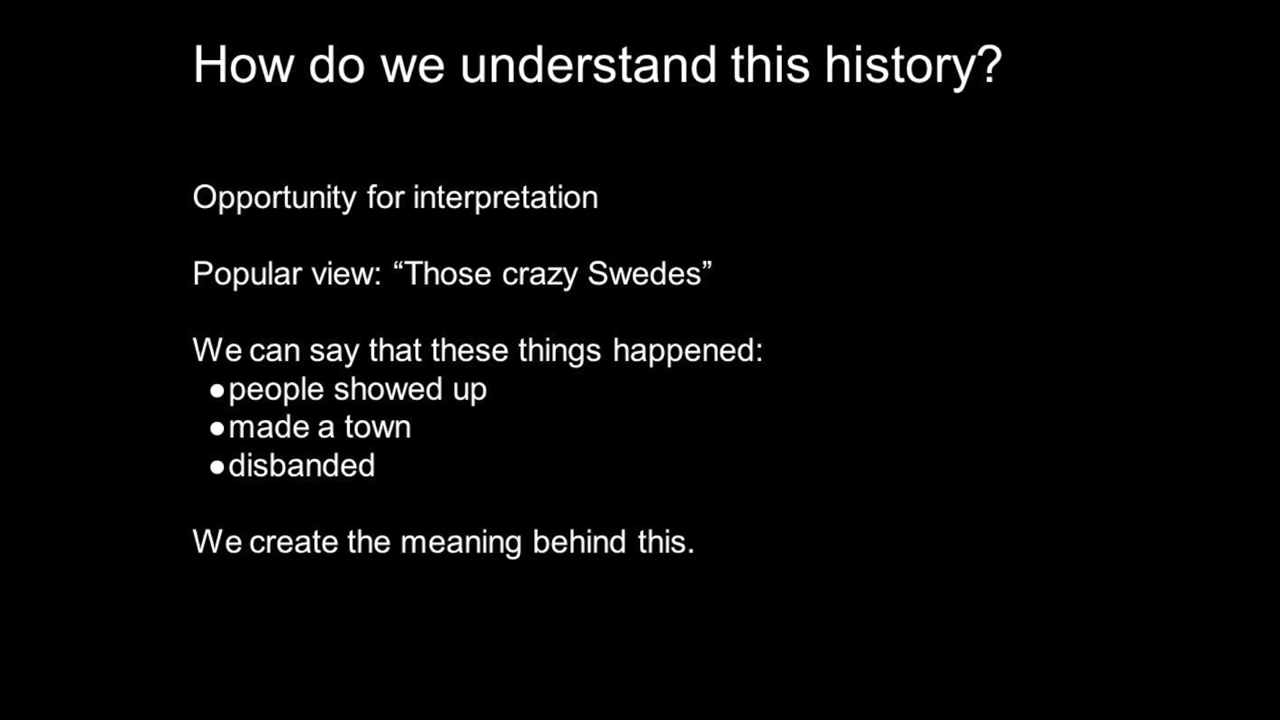 How do we understand this history?
Opportunity for interpretation
Popular view: “Those crazy Swedes”
We can say that these things happened:
●people showed up
●made a town
●disbanded
We create the meaning behind this.